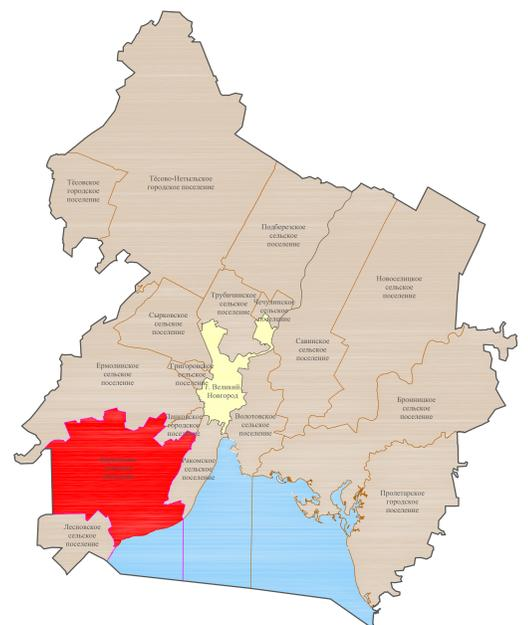 Тёсовское
городское
поселение
Тёсово-Нетыльское
городское поселение
Подберезское
сельское
поселение
Новоселицкое
сельское
поселение
Трубичинское
сельское
поселение
Чечулинское
сельское
поселение
Сырковское
сельское
поселение
Савинское
сельское
поселение
Ермолинское
сельское
поселение
Григоровское
сельское
поселение
г. Великий
Новгород
Бронницкое
сельское
поселение
городское
поселение
Волотовское
сельское
поселение
Ракомское
сельское
поселение
Пролетарское
городское
поселение
Лесновское
сельское
поселение